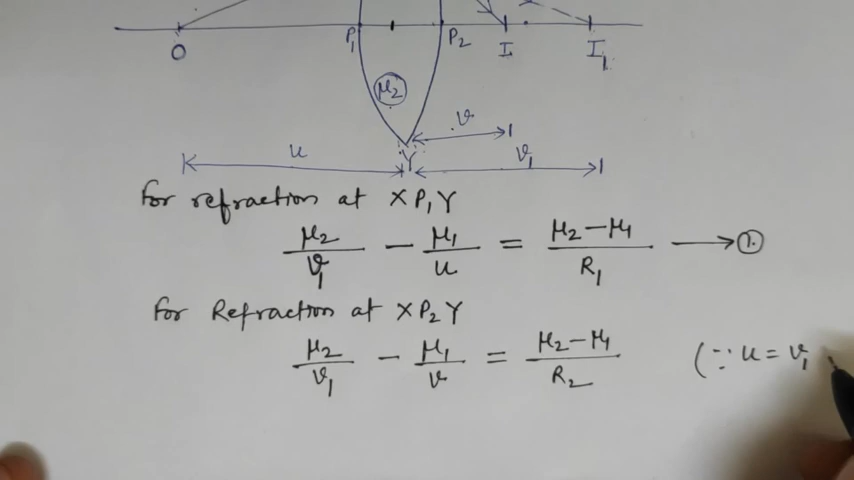 O P₁ P₂ I I₁
μ₂
v
u Y v₁
For refraction at XP₁Y
μ₂/v₁ − μ₁/u = (μ₂−μ₁)/R₁ → ①.
For Refraction at XP₂Y
μ₂/v₁ − μ₁/v = (μ₂−μ₁)/R₂ (∵ u = v₁